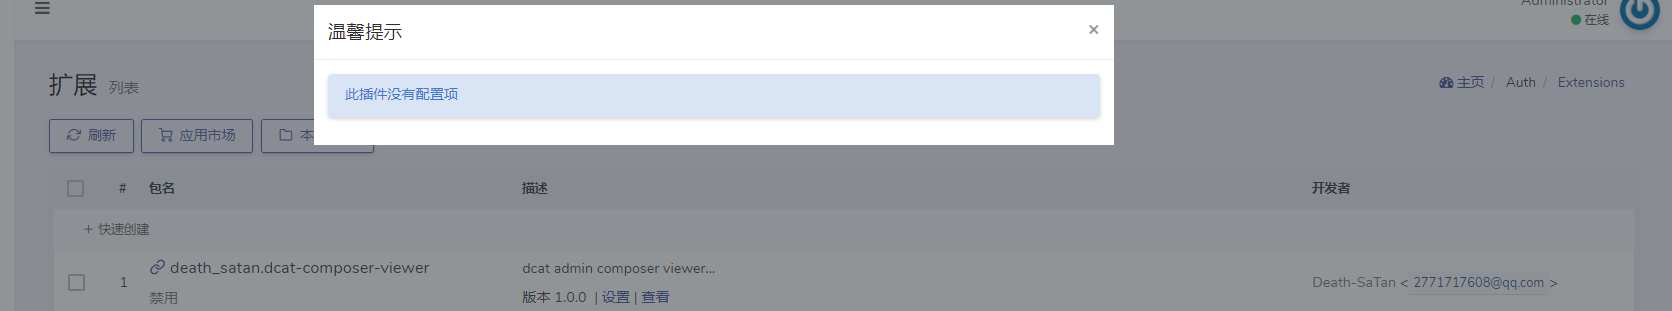 Administrator
在线
温馨提示
×
此插件没有配置项
扩展 列表
主页 / Auth / Extensions
刷新 应用市场 本
# 包名 描述 开发者
+ 快速创建
1 death_satan.dcat-composer-viewer dcat admin composer viewer...
禁用 版本 1.0.0 | 设置 | 查看 Death-SaTan < 2771717608@qq.com >